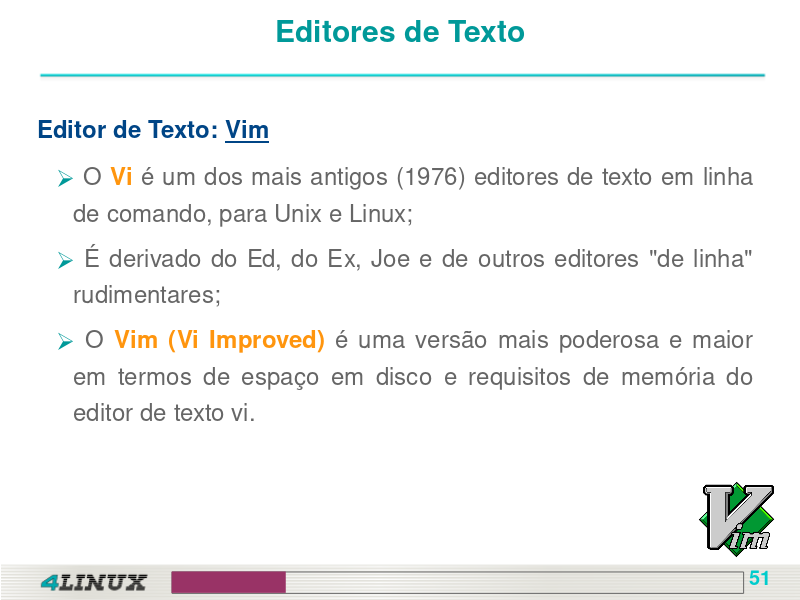 Editores de Texto
Editor de Texto: Vim
O Vi é um dos mais antigos (1976) editores de texto em linha
de comando, para Unix e Linux;
É derivado do Ed, do Ex, Joe e de outros editores "de linha"
rudimentares;
O Vim (Vi Improved) é uma versão mais poderosa e maior
em termos de espaço em disco e requisitos de memória do
editor de texto vi.
Vim
4LINUX
51